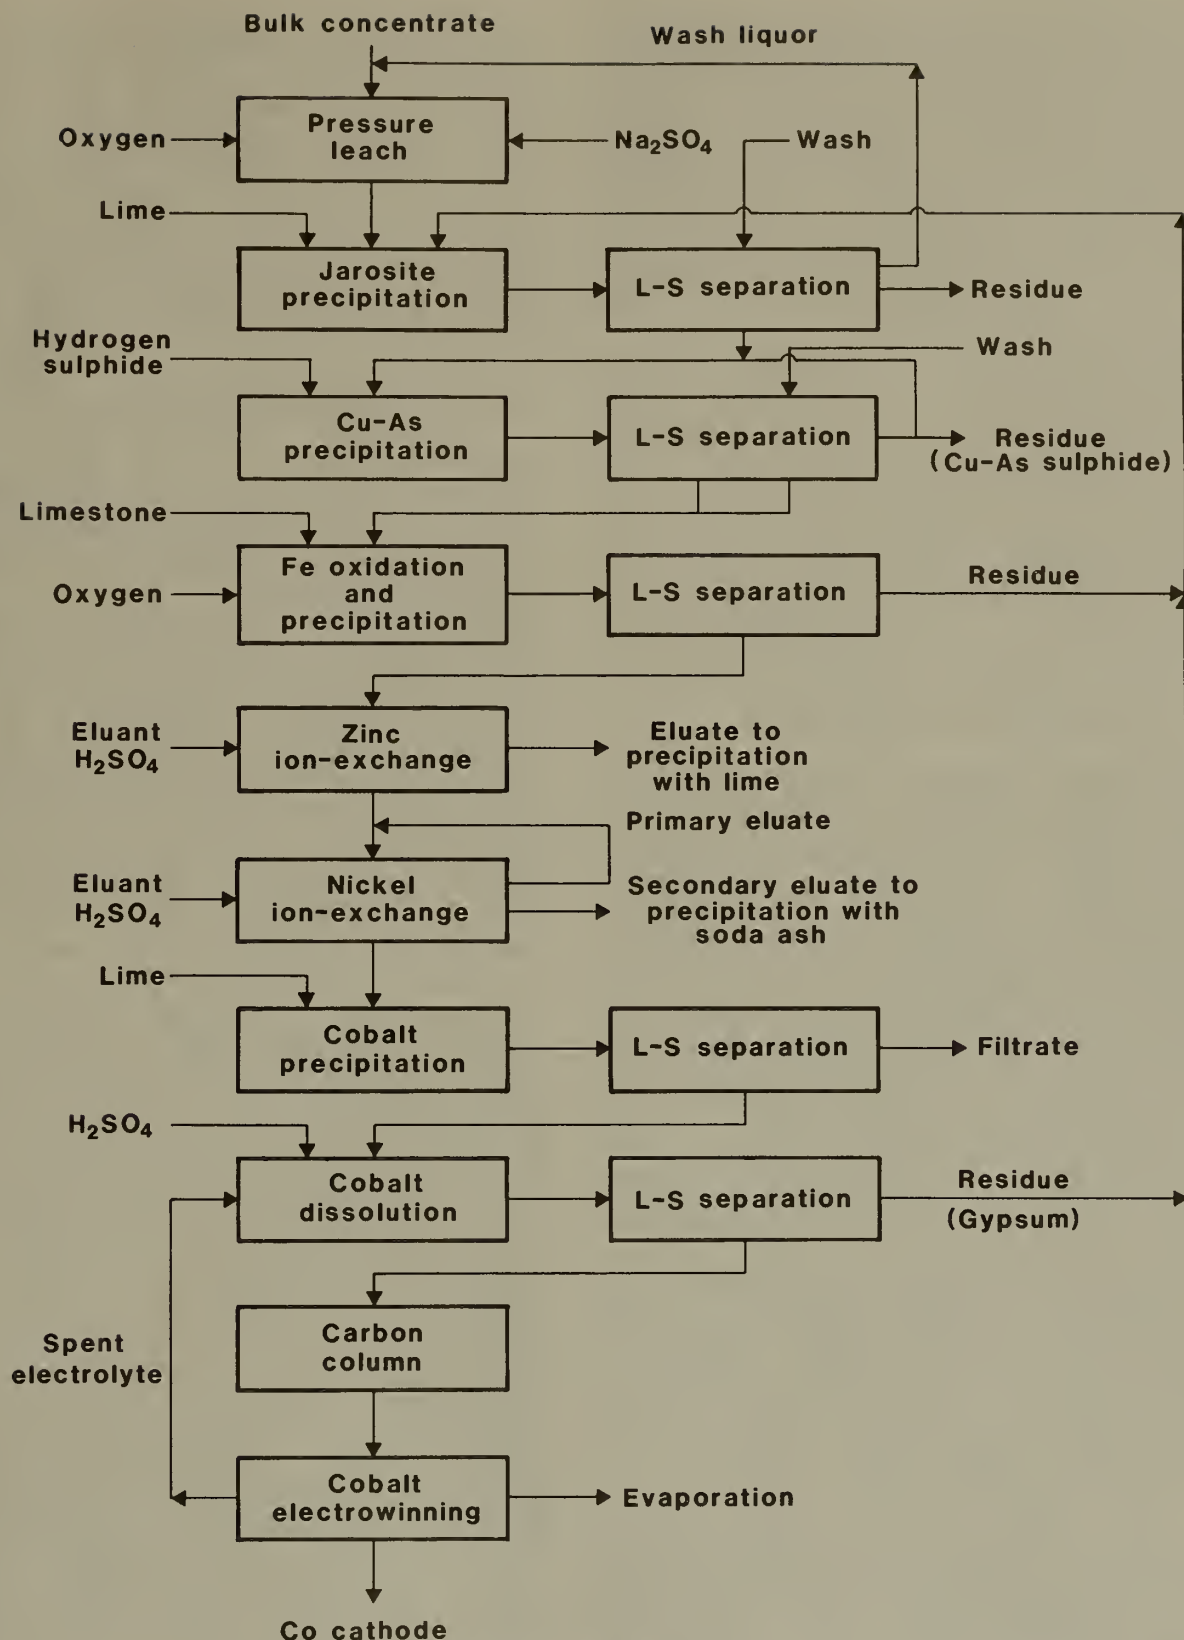 Bulk concentrate
Wash liquor
Oxygen
Pressure
leach
Na₂SO₄
Wash
Lime
Jarosite
precipitation
L-S separation
Residue
Hydrogen
sulphide
Wash
Cu-As
precipitation
L-S separation
Residue
(Cu-As sulphide)
Limestone
Oxygen
Fe oxidation
and
precipitation
L-S separation
Residue
Eluant
H₂SO₄
Zinc
ion-exchange
Eluate to
precipitation
with lime
Primary eluate
Eluant
H₂SO₄
Nickel
ion-exchange
Secondary eluate to
precipitation with
soda ash
Lime
Cobalt
precipitation
L-S separation
Filtrate
H₂SO₄
Cobalt
dissolution
L-S separation
Residue
(Gypsum)
Carbon
column
Spent
electrolyte
Cobalt
electrowinning
Evaporation
Co cathode